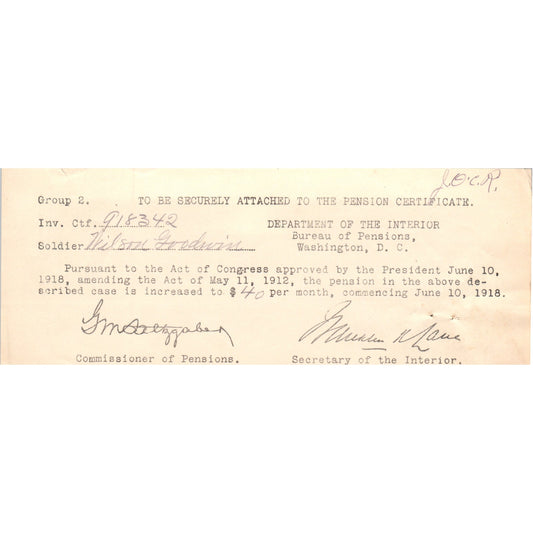 J.O'C.R.
Group 2. TO BE SECURELY ATTACHED TO THE PENSION CERTIFICATE.
Inv. Ctf. 918342 DEPARTMENT OF THE INTERIOR
Soldier Wilson Goodwin Bureau of Pensions,
Washington, D. C.
Pursuant to the Act of Congress approved by the President June 10,
1918, amending the Act of May 11, 1912, the pension in the above de-
scribed case is increased to $40 per month, commencing June 10, 1918.
G M Saltzgaber Franklin K Lane
Commissioner of Pensions. Secretary of the Interior.